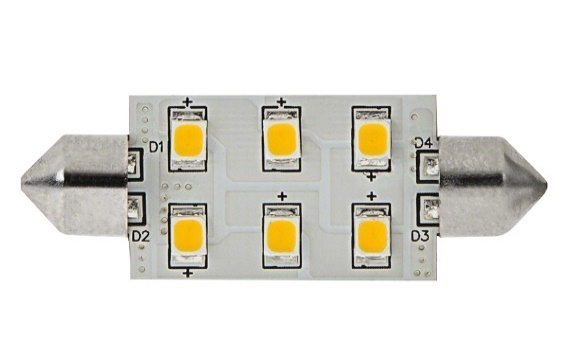 + +
D1 D4
+
+ +
D2 D3
+